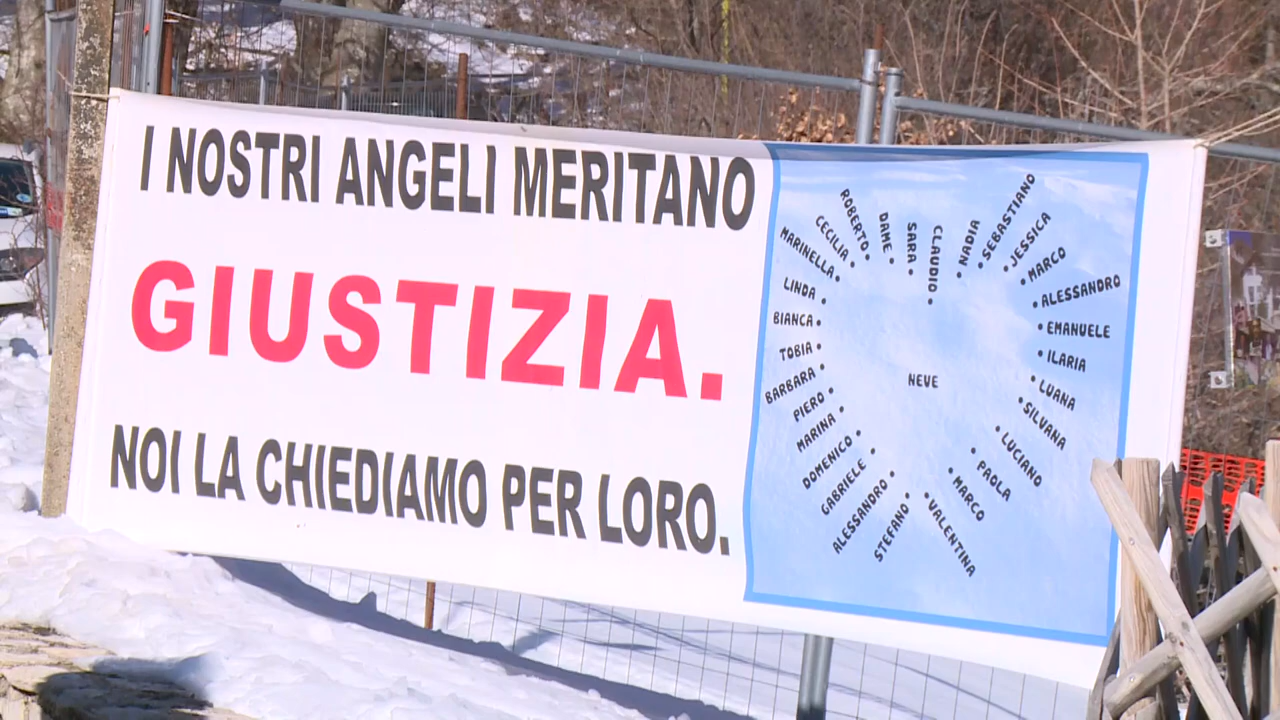 I NOSTRI ANGELI MERITANO
GIUSTIZIA.
NOI LA CHIEDIAMO PER LORO.
CLAUDIO
NADIA
SEBASTIANO
JESSICA
MARCO
ALESSANDRO
EMANUELE
ILARIA
LUANA
SILVANA
LUCIANO
PAOLA
MARCO
VALENTINA
STEFANO
ALESSANDRO
GABRIELE
DOMENICO
MARINA
PIERO
BARBARA
TOBIA
BIANCA
LINDA
MARINELLA
CECILIA
ROBERTO
DAME
SARA
NEVE